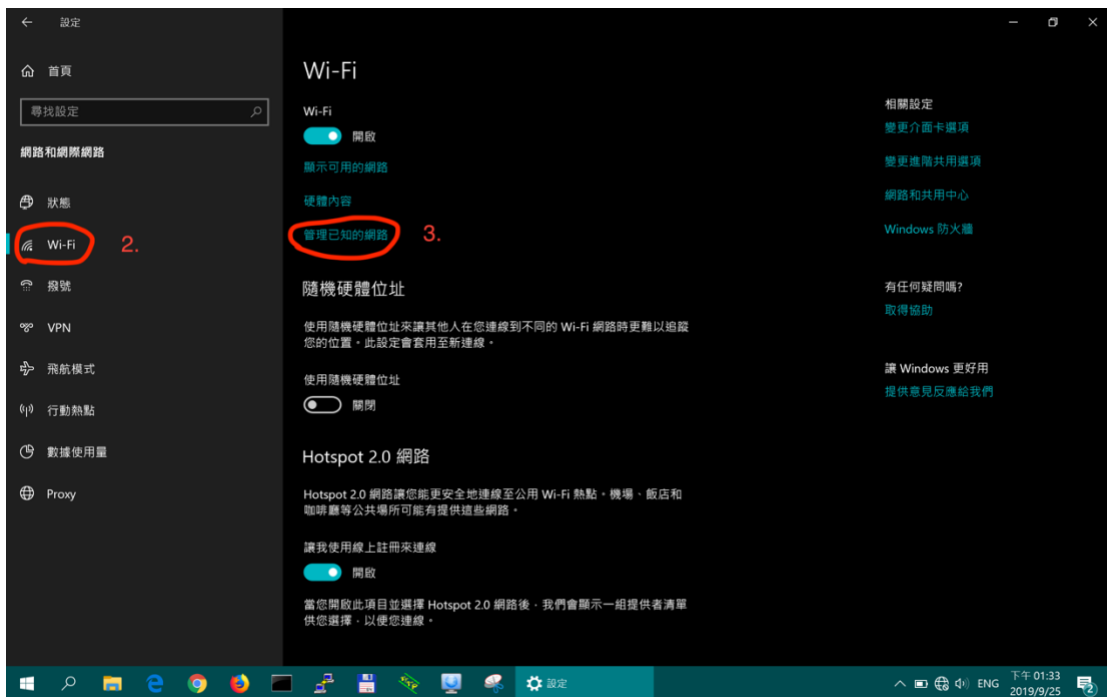 設定
首頁
尋找設定
網路和網際網路
狀態
Wi-Fi
2.
撥號
VPN
飛航模式
行動熱點
數據使用量
Proxy
Wi-Fi
Wi-Fi
開啟
顯示可用的網路
硬體內容
管理已知的網路
3.
隨機硬體位址
使用隨機硬體位址來讓其他人在您連線到不同的 Wi-Fi 網路時更難以追蹤
您的位置。此設定會套用至新連線。
使用隨機硬體位址
關閉
Hotspot 2.0 網路
Hotspot 2.0 網路讓您能更安全地連線至公用 Wi-Fi 熱點。機場、飯店和
咖啡廳等公共場所可能有提供這些網路。
讓我使用線上註冊來連線
開啟
當您開啟此項目並選擇 Hotspot 2.0 網路後，我們會顯示一組提供者清單
供您選擇，以便您連線。
相關設定
變更介面卡選項
變更進階共用選項
網路和共用中心
Windows 防火牆
有任何疑問嗎?
取得協助
讓 Windows 更好用
提供意見反應給我們
設定
ENG
下午 01:33
2019/9/25
2